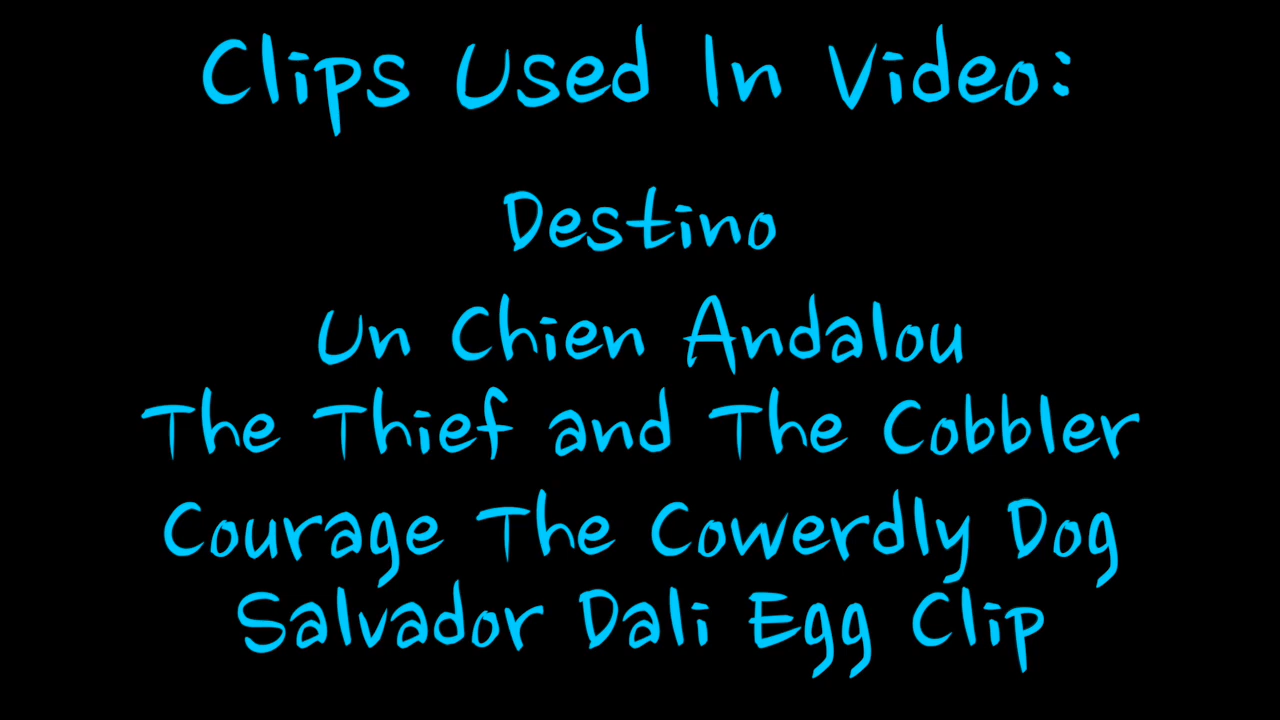 Clips Used In Video:
Destino
Un Chien Andalou
The Thief and The Cobbler
Courage The Cowerdly Dog
Salvador Dali Egg Clip